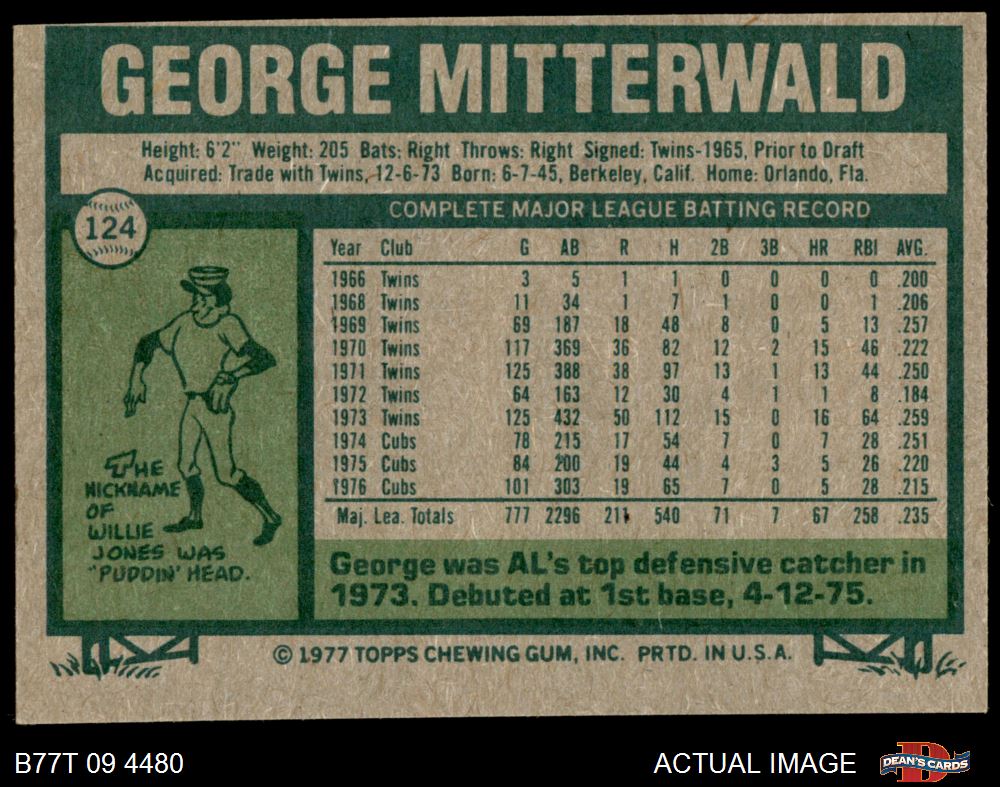 GEORGE MITTERWALD
Height: 6'2" Weight: 205 Bats: Right Throws: Right Signed: Twins-1965, Prior to Draft
Acquired: Trade with Twins, 12-6-73 Born: 6-7-45, Berkeley, Calif. Home: Orlando, Fla.
124
COMPLETE MAJOR LEAGUE BATTING RECORD
Year Club G AB R H 2B 3B HR RBI AVG.
1966 Twins 3 5 1 1 0 0 0 0 .200
1968 Twins 11 34 1 7 1 0 0 1 .206
1969 Twins 69 187 18 48 8 0 5 13 .257
1970 Twins 117 369 36 82 12 2 15 46 .222
1971 Twins 125 388 38 97 13 1 13 44 .250
1972 Twins 64 163 12 30 4 1 1 8 .184
1973 Twins 125 432 50 112 15 0 16 64 .259
1974 Cubs 78 215 17 54 7 0 7 28 .251
1975 Cubs 84 200 19 44 4 3 5 26 .220
1976 Cubs 101 303 19 65 7 0 5 28 .215
Maj. Lea. Totals 777 2296 211 540 71 7 67 258 .235
THE
NICKNAME
OF
WILLIE
JONES WAS
"PUDDIN' HEAD.
George was AL's top defensive catcher in
1973. Debuted at 1st base, 4-12-75.
© 1977 TOPPS CHEWING GUM, INC. PRTD. IN U.S.A.
B77T 09 4480
ACTUAL IMAGE
D
DEAN'S CARDS